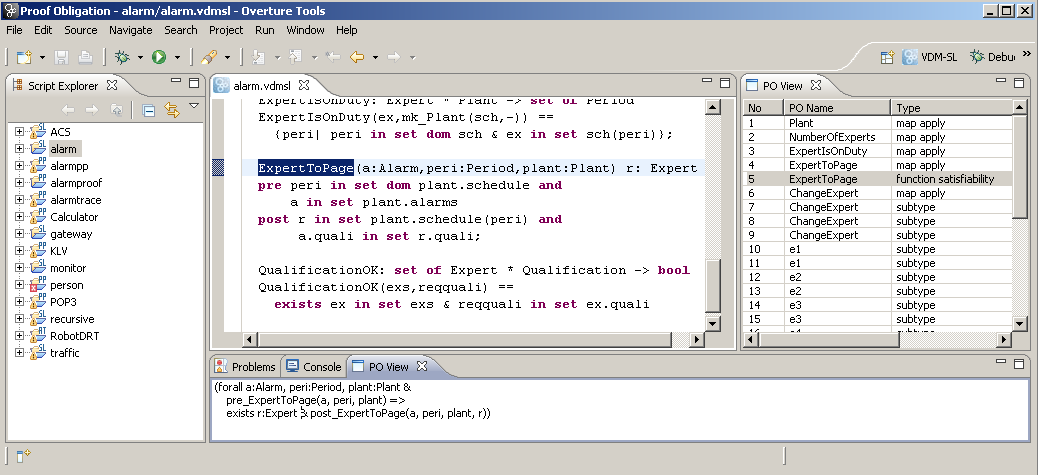 Proof Obligation - alarm/alarm.vdmsl - Overture Tools
File Edit Source Navigate Search Project Run Window Help
VDM-SL Debu
Script Explorer
ACS
alarm
alarmpp
alarmproof
alarmtrace
Calculator
gateway
KLV
monitor
person
POP3
recursive
RobotDRT
traffic
alarm.vdmsl
ExpertIsOnDuty: Expert * Plant -> set of Period
ExpertIsOnDuty(ex,mk_Plant(sch,-)) ==
{peri| peri in set dom sch & ex in set sch(peri)};
ExpertToPage(a:Alarm,peri:Period,plant:Plant) r: Expert
pre peri in set dom plant.schedule and
a in set plant.alarms
post r in set plant.schedule(peri) and
a.quali in set r.quali;
QualificationOK: set of Expert * Qualification -> bool
QualificationOK(exs,reqquali) ==
exists ex in set exs & reqquali in set ex.quali
PO View
No PO Name Type
1 Plant map apply
2 NumberOfExperts map apply
3 ExpertIsOnDuty map apply
4 ExpertToPage map apply
5 ExpertToPage function satisfiability
6 ChangeExpert map apply
7 ChangeExpert subtype
8 ChangeExpert subtype
9 ChangeExpert subtype
10 e1 subtype
11 e1 subtype
12 e2 subtype
13 e2 subtype
14 e3 subtype
15 e3 subtype
16 e4 subtype
Problems Console PO View
(forall a:Alarm, peri:Period, plant:Plant &
pre_ExpertToPage(a, peri, plant) =>
exists r:Expert & post_ExpertToPage(a, peri, plant, r))